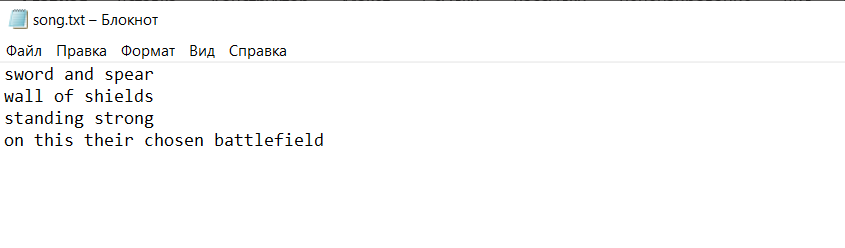 song.txt – Блокнот
Файл Правка Формат Вид Справка
sword and spear
wall of shields
standing strong
on this their chosen battlefield